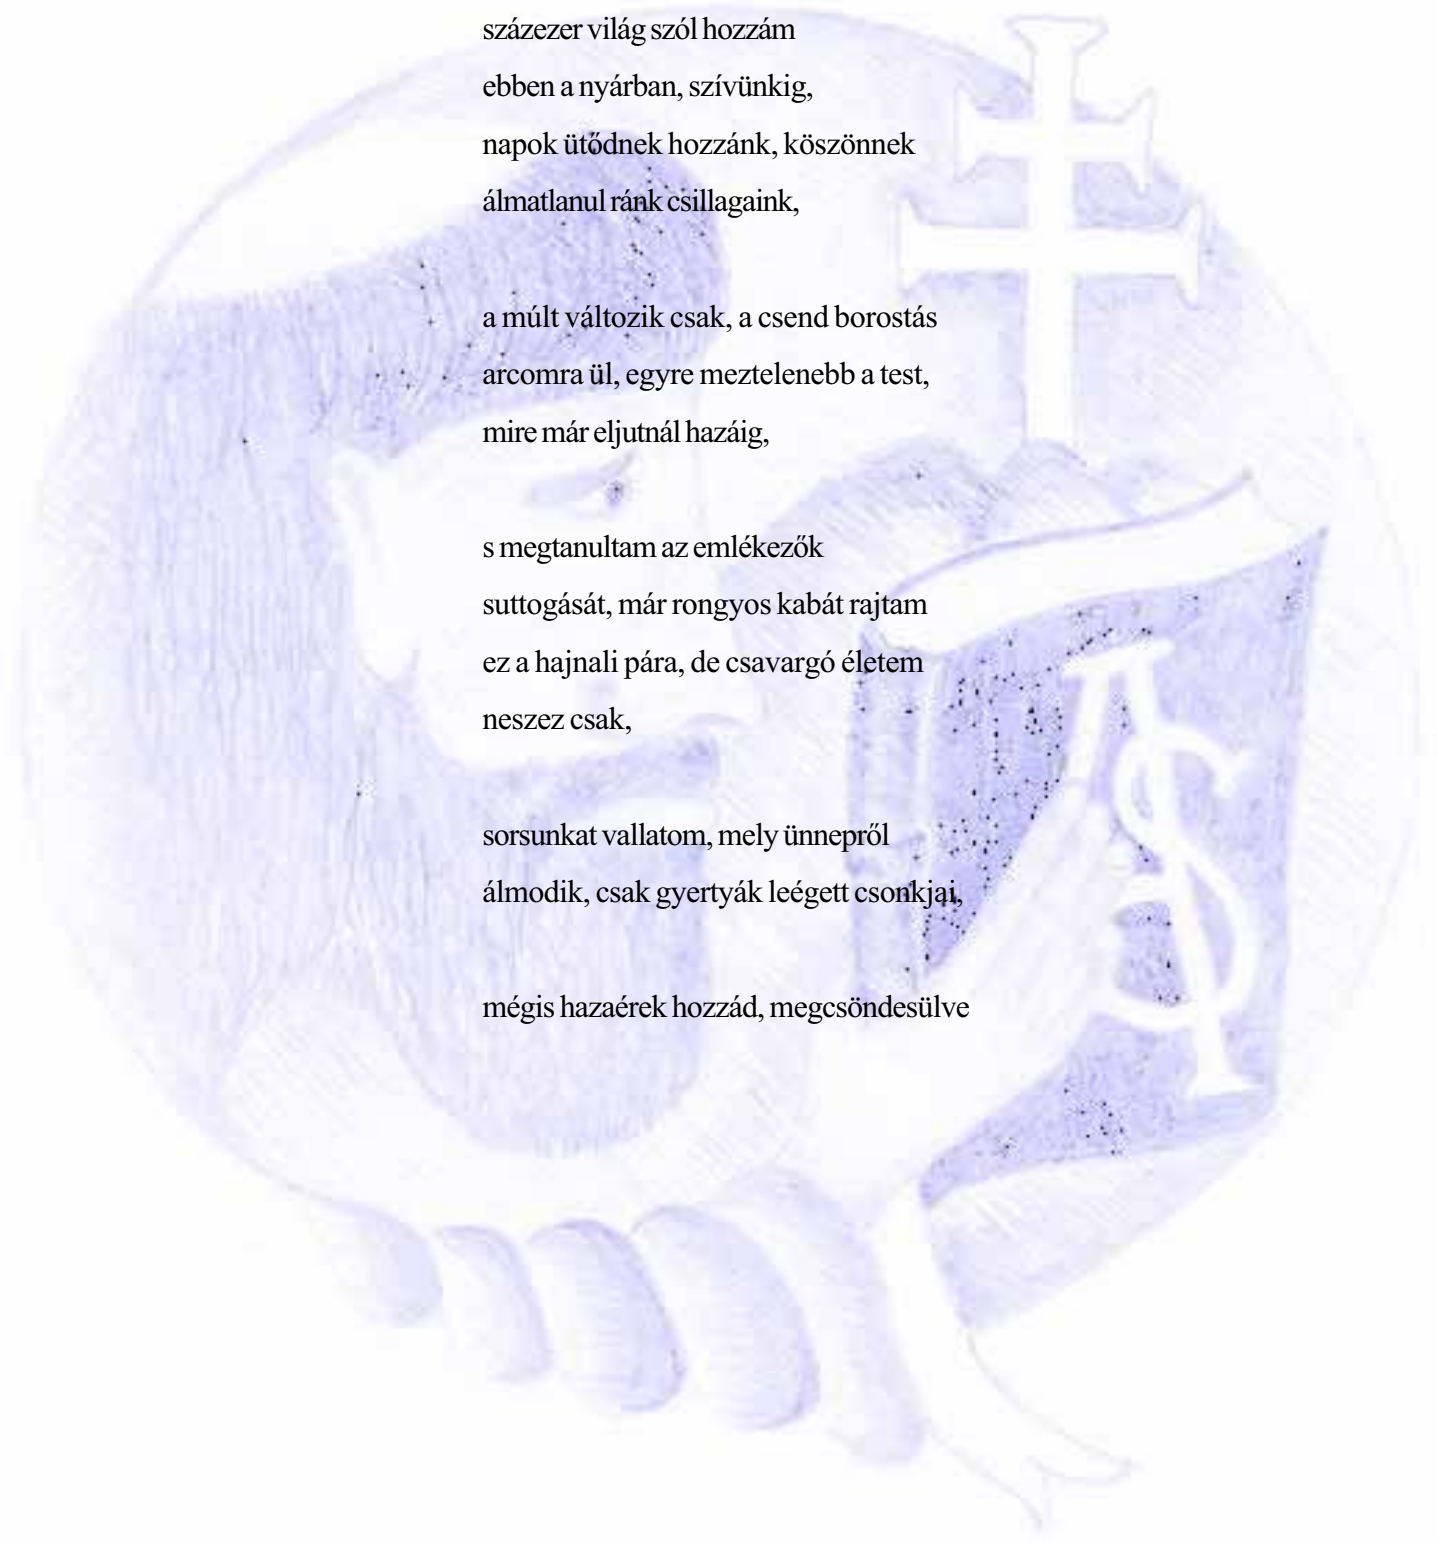 százezer világ szól hozzám
ebben a nyárban, szívünkig,
napok ütődnek hozzánk, köszönnek
álmatlanul ránk csillagaink,

a múlt változik csak, a csend borostás
arcomra ül, egyre meztelenebb a test,
mire már eljutnál hazáig,

s megtanultam az emlékezők
suttogását, már rongyos kabát rajtam
ez a hajnali pára, de csavargó életem
neszez csak,

sorsunkat vallatom, mely ünnepről
álmodik, csak gyertyák leégett csonkjai,

mégis hazaérek hozzád, megcsöndesülve